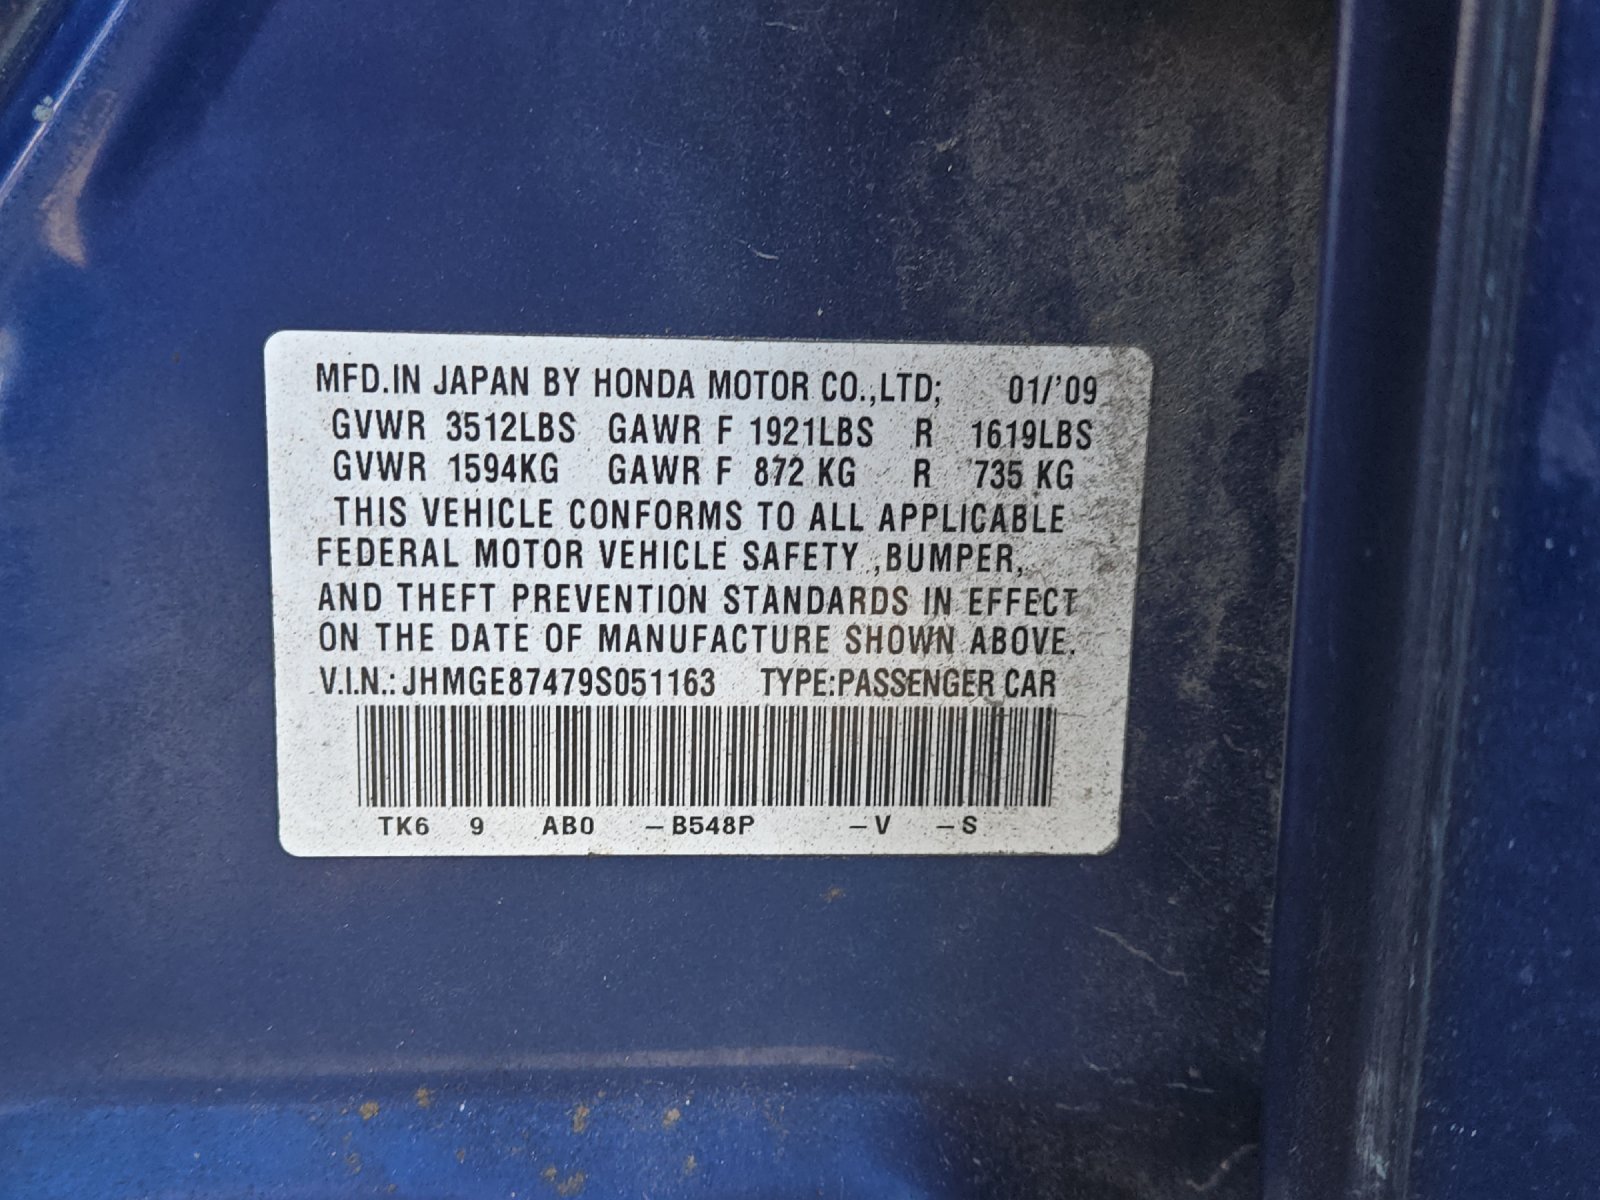 MFD.IN JAPAN BY HONDA MOTOR CO.,LTD; 01/'09
GVWR 3512LBS GAWR F 1921LBS R 1619LBS
GVWR 1594KG GAWR F 872 KG R 735 KG
THIS VEHICLE CONFORMS TO ALL APPLICABLE
FEDERAL MOTOR VEHICLE SAFETY ,BUMPER,
AND THEFT PREVENTION STANDARDS IN EFFECT
ON THE DATE OF MANUFACTURE SHOWN ABOVE.
V.I.N.: JHMGE87479S051163 TYPE:PASSENGER CAR
TK6 9 AB0 –B548P –V –S